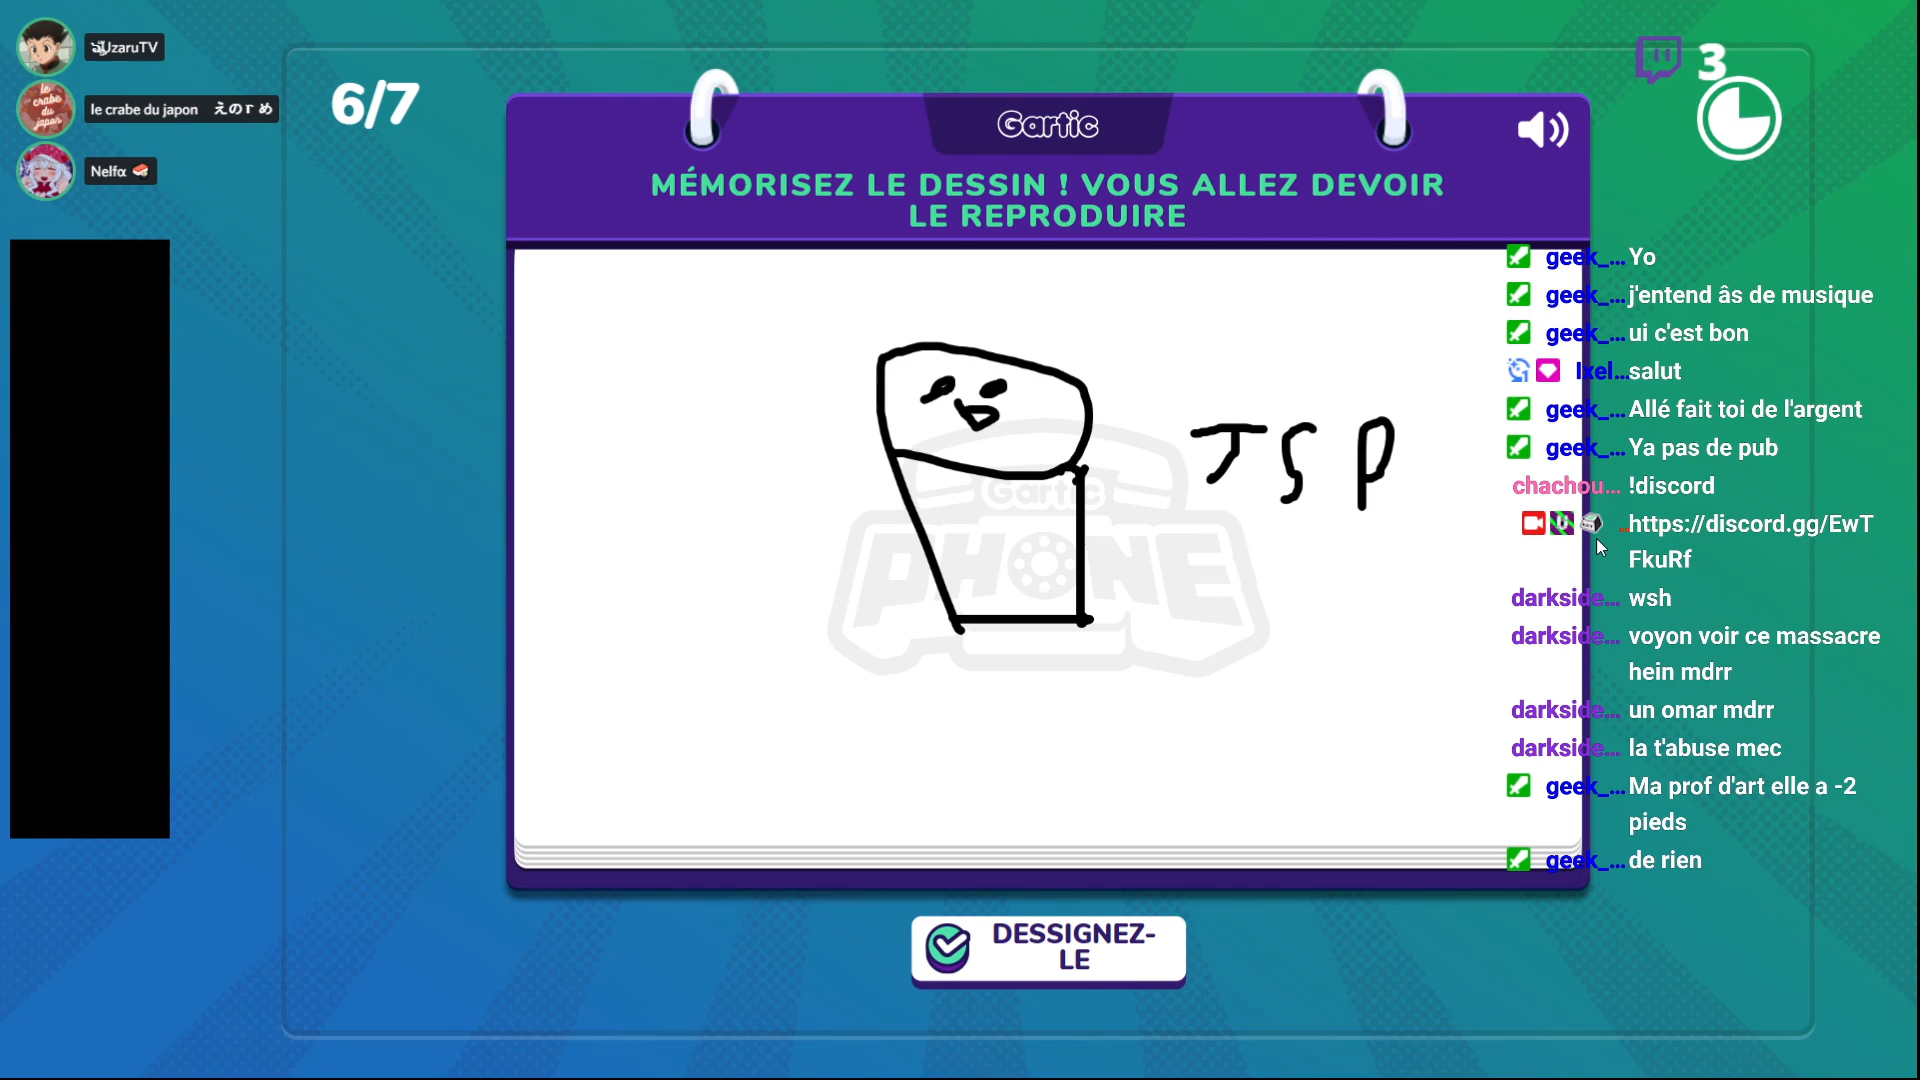 UzaruTV
le crabe du japon えのгめ
Nelfα
6/7
3
Gartic
MÉMORISEZ LE DESSIN ! VOUS ALLEZ DEVOIR
LE REPRODUIRE
JSP
Gartic
PHONE
geek_... Yo
geek_... j'entend âs de musique
geek_... ui c'est bon
Ixel... salut
geek_... Allé fait toi de l'argent
geek_... Ya pas de pub
chachou... !discord
https://discord.gg/EwT
FkuRf
darkside... wsh
darkside... voyon voir ce massacre
hein mdrr
darkside... un omar mdrr
darkside... la t'abuse mec
geek_... Ma prof d'art elle a -2
pieds
geek_... de rien
DESSIGNEZ-
LE